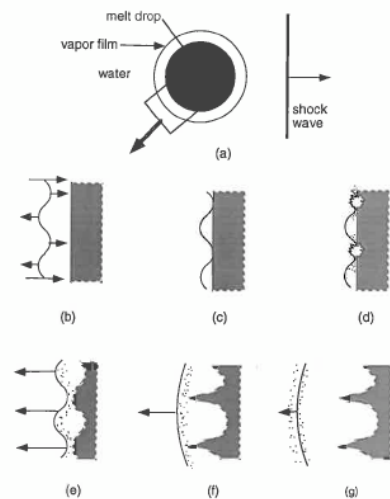 melt drop
vapor film
water
shock
wave
(a)
(b)
(c)
(d)
(e)
(f)
(g)